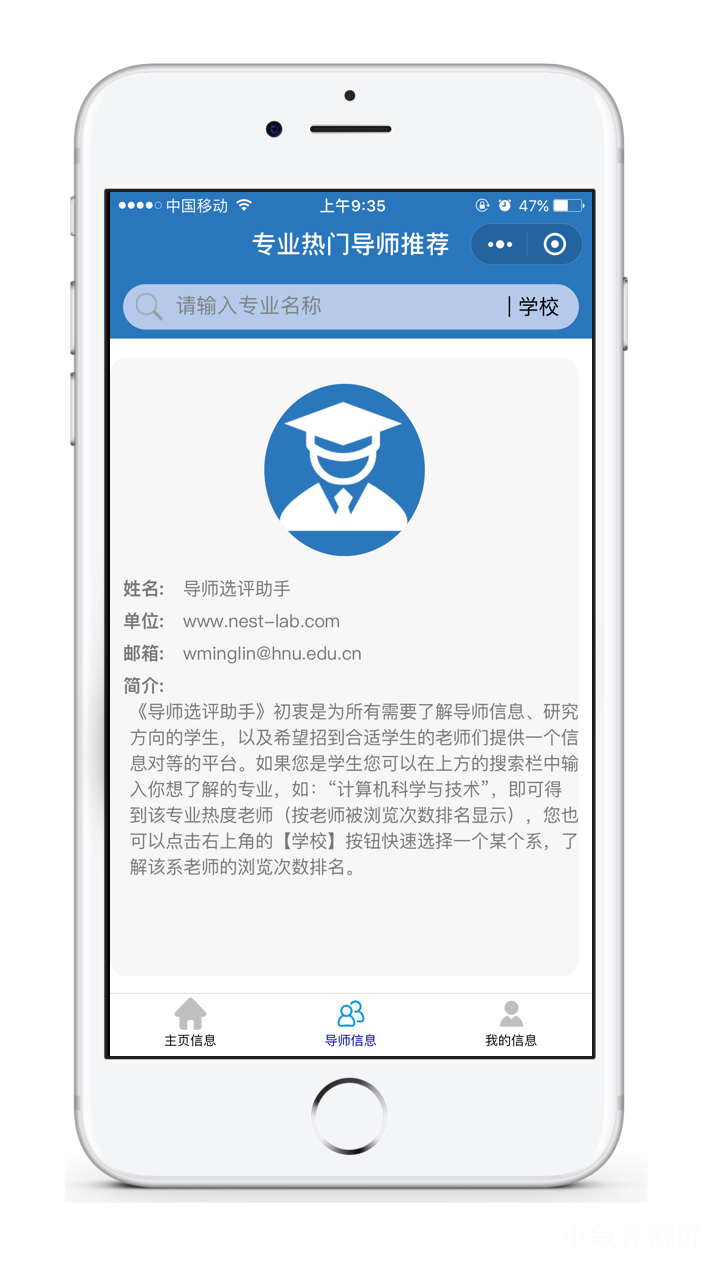 中国移动 上午9:35 47%
专业热门导师推荐
请输入专业名称 | 学校
姓名: 导师选评助手
单位: www.nest-lab.com
邮箱: wminglin@hnu.edu.cn
简介:
《导师选评助手》初衷是为所有需要了解导师信息、研究
方向的学生，以及希望招到合适学生的老师们提供一个信
息对等的平台。如果您是学生您可以在上方的搜索栏中输
入你想了解的专业，如：“计算机科学与技术”，即可得
到该专业热度老师（按老师被浏览次数排名显示），您也
可以点击右上角的【学校】按钮快速选择一个某个系，了
解该系老师的浏览次数排名。
主页信息 导师信息 我的信息